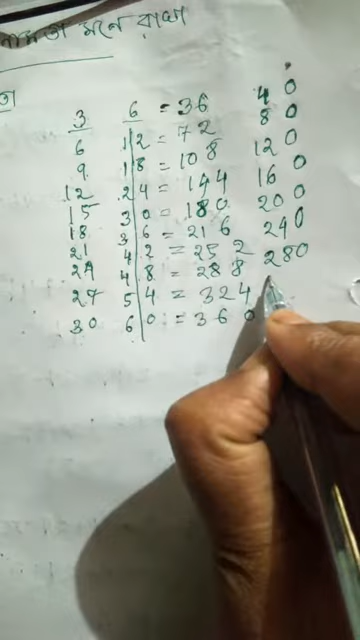 নামতা মনে রাখা
তা
3 6 = 36 40
6 12 = 72 80
9 18 = 108 120
12 24 = 144 160
15 30 = 180 200
18 36 = 216 240
21 42 = 252 280
24 48 = 288
27 54 = 324
30 60 = 360